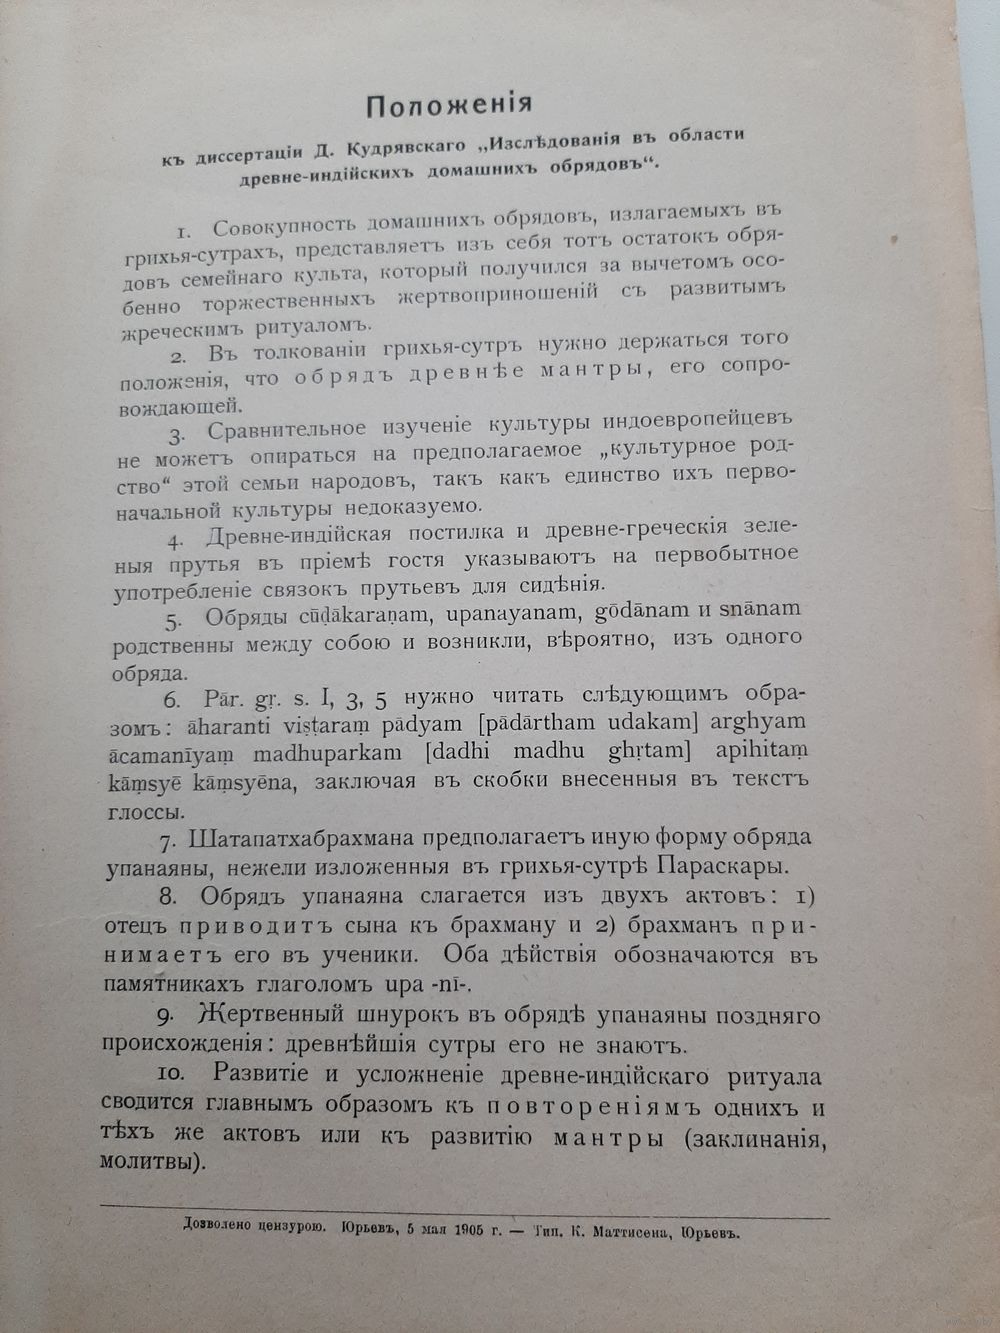 Положенія
къ диссертаціи Д. Кудрявскаго „Изслѣдованія въ области
древне-индійскихъ домашнихъ обрядовъ“.
1. Совокупность домашнихъ обрядовъ, излагаемыхъ въ
грихья-сутрахъ, представляетъ изъ себя тотъ остатокъ обря-
довъ семейнаго культа, который получился за вычетомъ осо-
бенно торжественныхъ жертвоприношеній съ развитымъ
жреческимъ ритуаломъ.
2. Въ толкованіи грихья-сутръ нужно держаться того
положенія, что обрядъ древнѣе мантры, его сопро-
вождающей.
3. Сравнительное изученіе культуры индоевропейцевъ
не можетъ опираться на предполагаемое „культурное род-
ство“ этой семьи народовъ, такъ какъ единство ихъ перво-
начальной культуры недоказуемо.
4. Древне-индійская постилка и древне-греческія зеле-
ныя прутья въ пріемѣ гостя указываютъ на первобытное
употребленіе связокъ прутьевъ для сидѣнія.
5. Обряды cūḍākaraṇam, upanayanam, gōdānam и snānam
родственны между собою и возникли, вѣроятно, изъ одного
обряда.
6. Pār. gr̥. s. I, 3, 5 нужно читать слѣдующимъ обра-
зомъ: āharanti viṣṭaraṃ pādyam [pādārtham udakam] arghyam
ācamanīyaṃ madhuparkam [dadhi madhu ghṛtam] apihitaṃ
kāṃsyē kāṃsyēna, заключая въ скобки внесенныя въ текстъ
глоссы.
7. Шатапатхабрахмана предполагаетъ иную форму обряда
упанаяны, нежели изложенныя въ грихья-сутрѣ Параскары.
8. Обрядъ упанаяна слагается изъ двухъ актовъ: 1)
отецъ приводитъ сына къ брахману и 2) брахманъ при-
нимаетъ его въ ученики. Оба дѣйствія обозначаются въ
памятникахъ глаголомъ upa -nī-.
9. Жертвенный шнурокъ въ обрядѣ упанаяны поздняго
происхожденія: древнѣйшія сутры его не знаютъ.
10. Развитіе и усложненіе древне-индійскаго ритуала
сводится главнымъ образомъ къ повтореніямъ однихъ и
тѣхъ же актовъ или къ развитію мантры (заклинанія,
молитвы).
Дозволено цензурою. Юрьевъ, 5 мая 1905 г. — Тип. К. Маттисена, Юрьевъ.